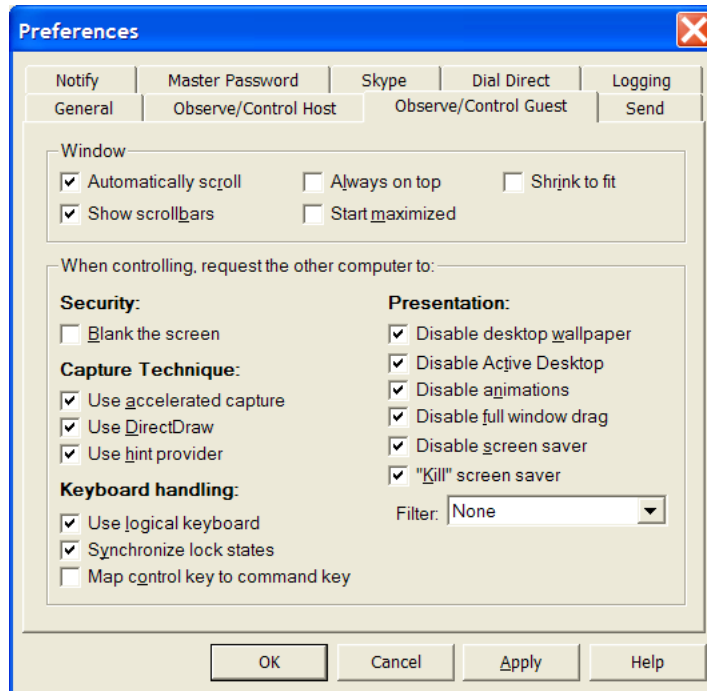 Preferences
Notify Master Password Skype Dial Direct Logging
General Observe/Control Host Observe/Control Guest Send
Window
Automatically scroll Always on top Shrink to fit
Show scrollbars Start maximized
When controlling, request the other computer to:
Security:
Blank the screen
Capture Technique:
Use accelerated capture
Use DirectDraw
Use hint provider
Keyboard handling:
Use logical keyboard
Synchronize lock states
Map control key to command key
Presentation:
Disable desktop wallpaper
Disable Active Desktop
Disable animations
Disable full window drag
Disable screen saver
"Kill" screen saver
Filter: None
OK Cancel Apply Help